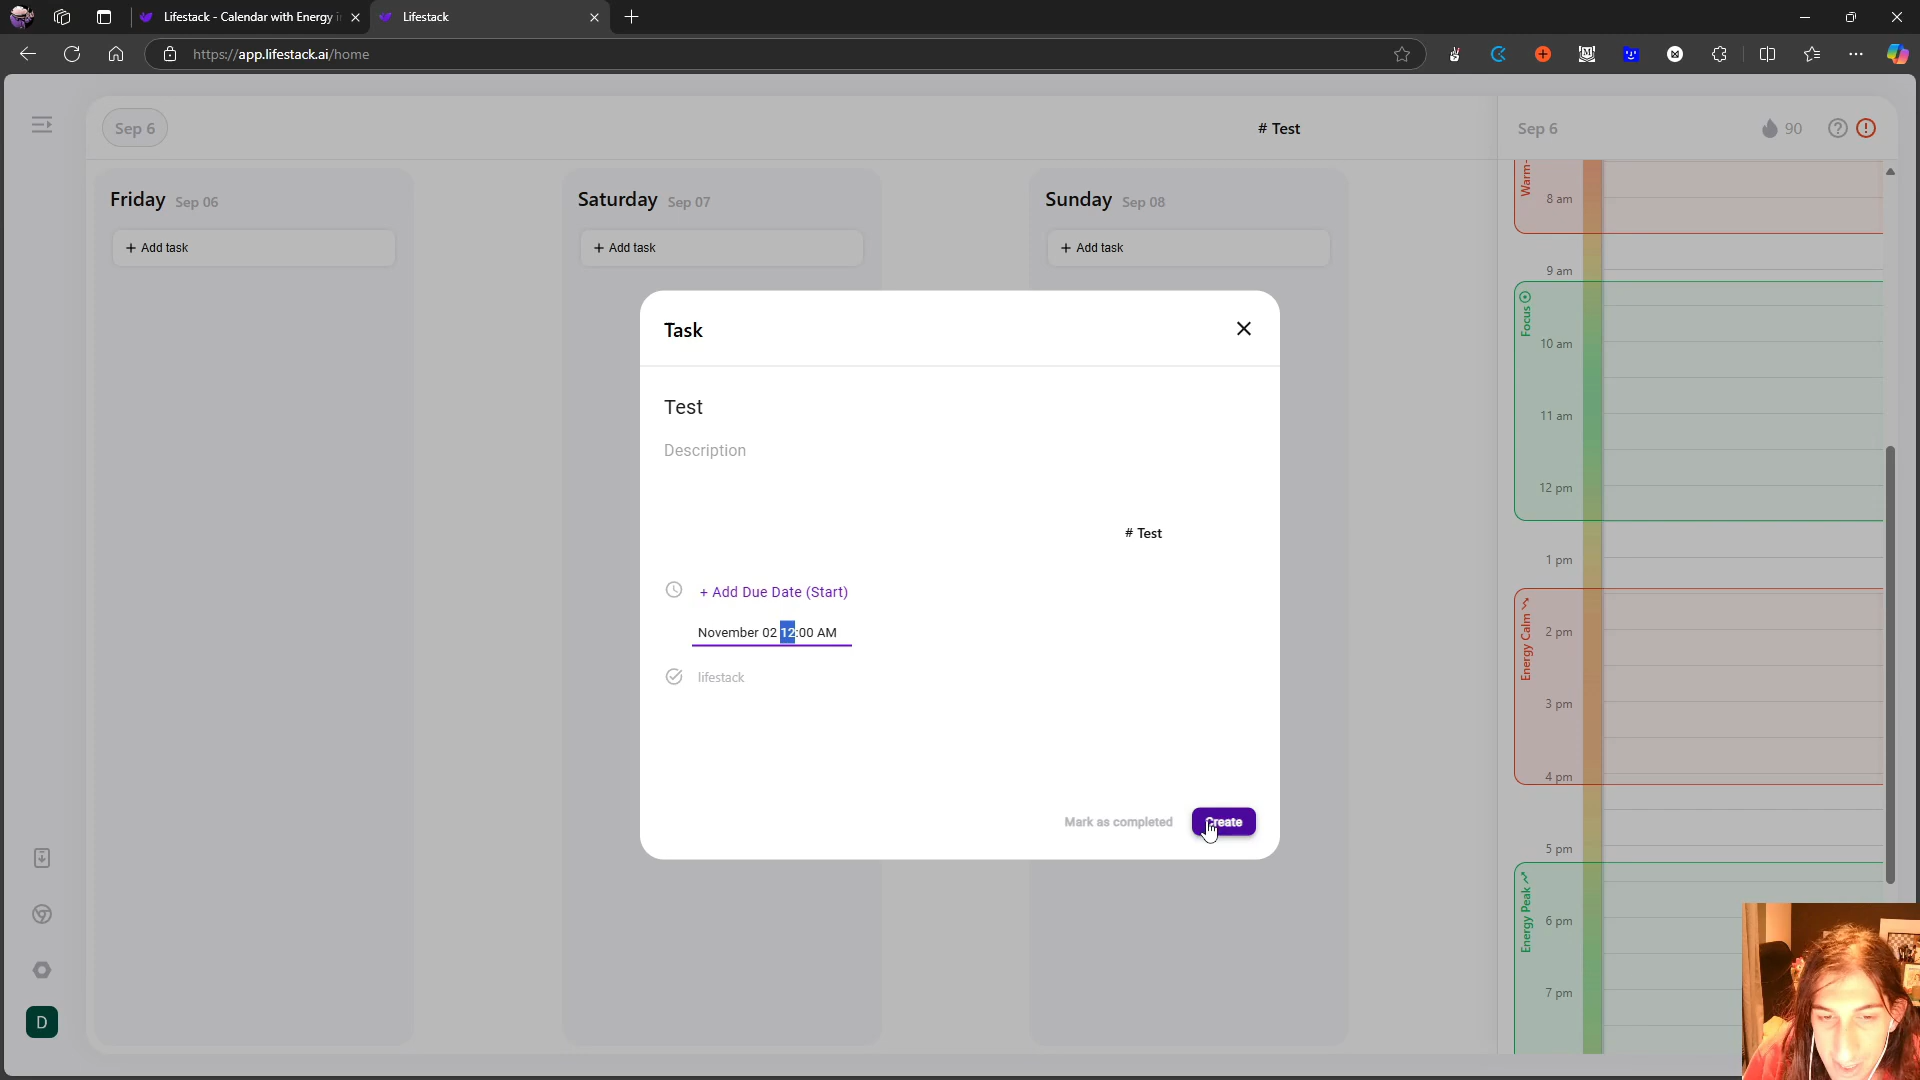 Lifestack - Calendar with Energy i
Lifestack
https://app.lifestack.ai/home
Sep 6
# Test
Sep 6
90
Friday Sep 06
Saturday Sep 07
Sunday Sep 08
+ Add task
+ Add task
+ Add task
Task
Test
Description
# Test
+ Add Due Date (Start)
November 02 12:00 AM
lifestack
Mark as completed
Create
Warm-
8 am
9 am
Focus
10 am
11 am
12 pm
1 pm
Energy Calm
2 pm
3 pm
4 pm
5 pm
Energy Peak
6 pm
7 pm
D